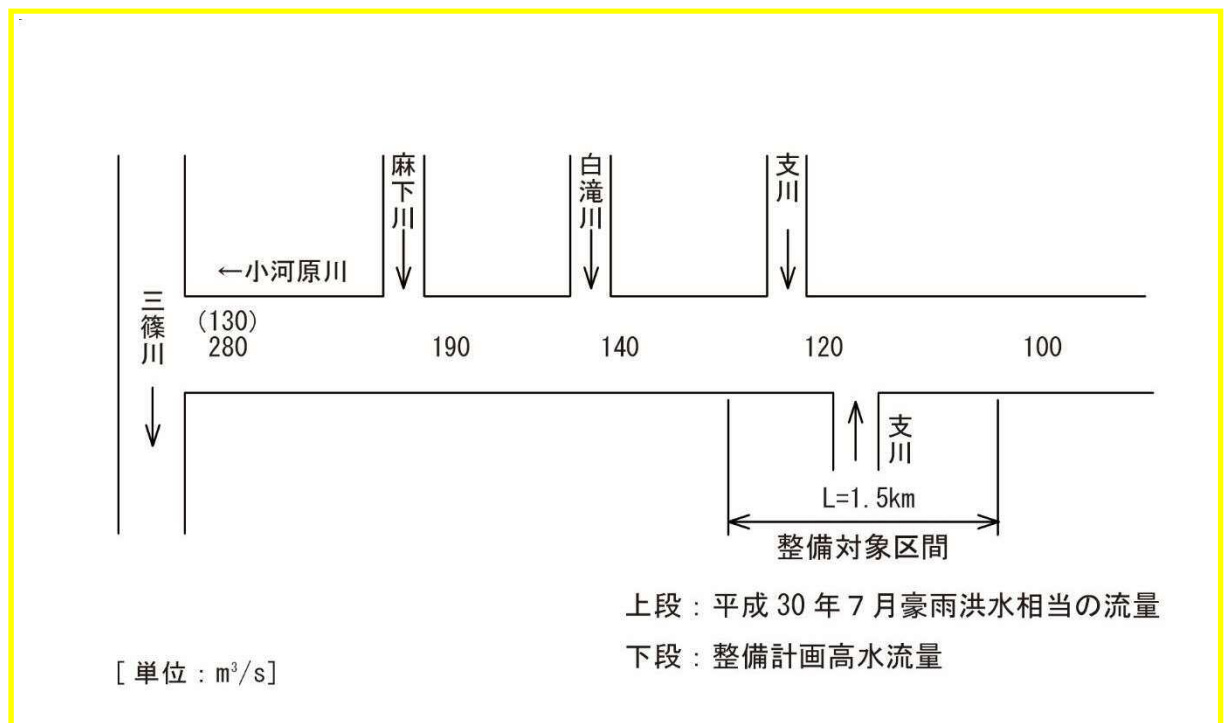 麻下川
白滝川
支川
←小河原川
三篠川
(130)
280
190
140
120
100
支川
L=1.5km
整備対象区間
上段：平成30年７月豪雨洪水相当の流量
下段：整備計画高水流量
[単位：m³/s]